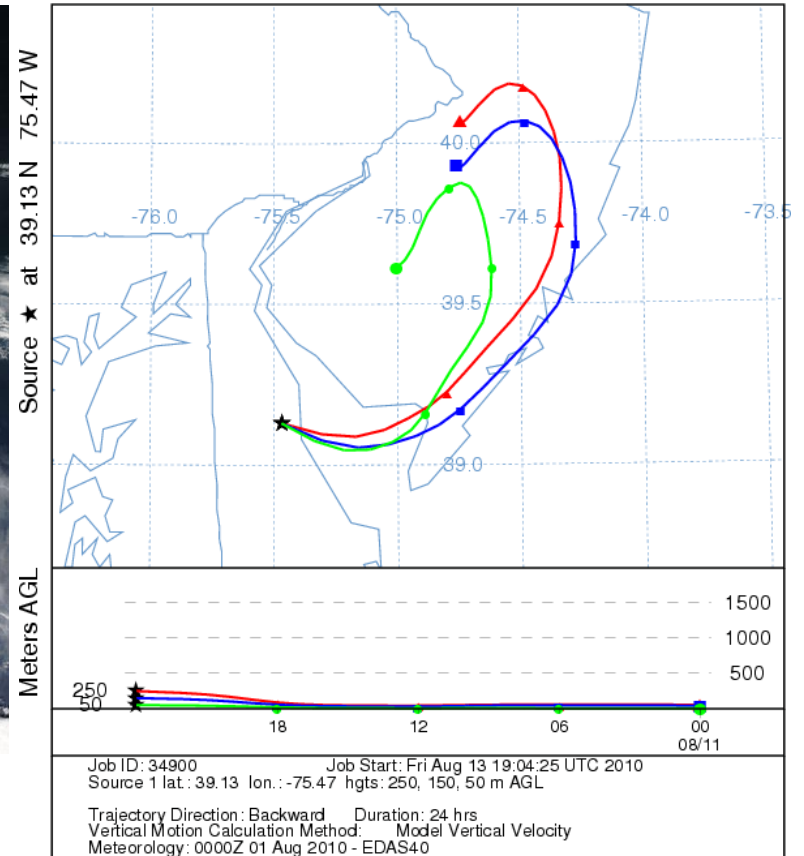 Source ★ at 39.13 N 75.47 W
40.0
-76.0 -75.5 -75.0 -74.5 -74.0 -73.5
39.5
39.0
Meters AGL
1500
1000
500
250
50
18 12 06 00
08/11
Job ID: 34900 Job Start: Fri Aug 13 19:04:25 UTC 2010
Source 1 lat.: 39.13 lon.: -75.47 hgts: 250, 150, 50 m AGL
Trajectory Direction: Backward Duration: 24 hrs
Vertical Motion Calculation Method: Model Vertical Velocity
Meteorology: 0000Z 01 Aug 2010 - EDAS40